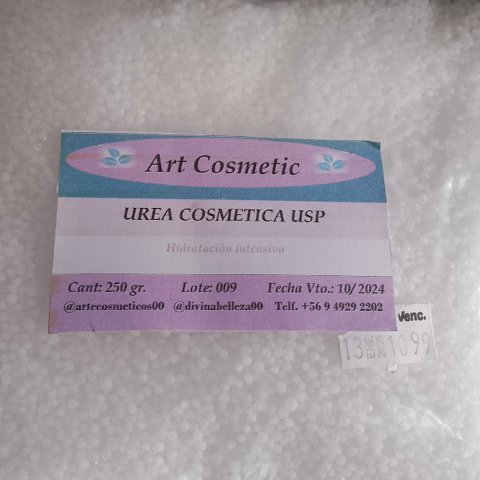 Art Cosmetic
UREA COSMETICA USP
Hidratación intensiva
Cant: 250 gr. Lote: 009 Fecha Vto.: 10/2024
@artecosmeticos00 @divinabelleza00 Telf. +56 9 4929 2202
Venc.